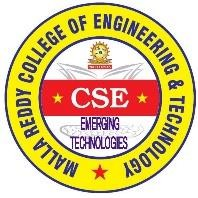 MALLA REDDY COLLEGE OF ENGINEERING & TECHNOLOGY
CSE
EMERGING
TECHNOLOGIES